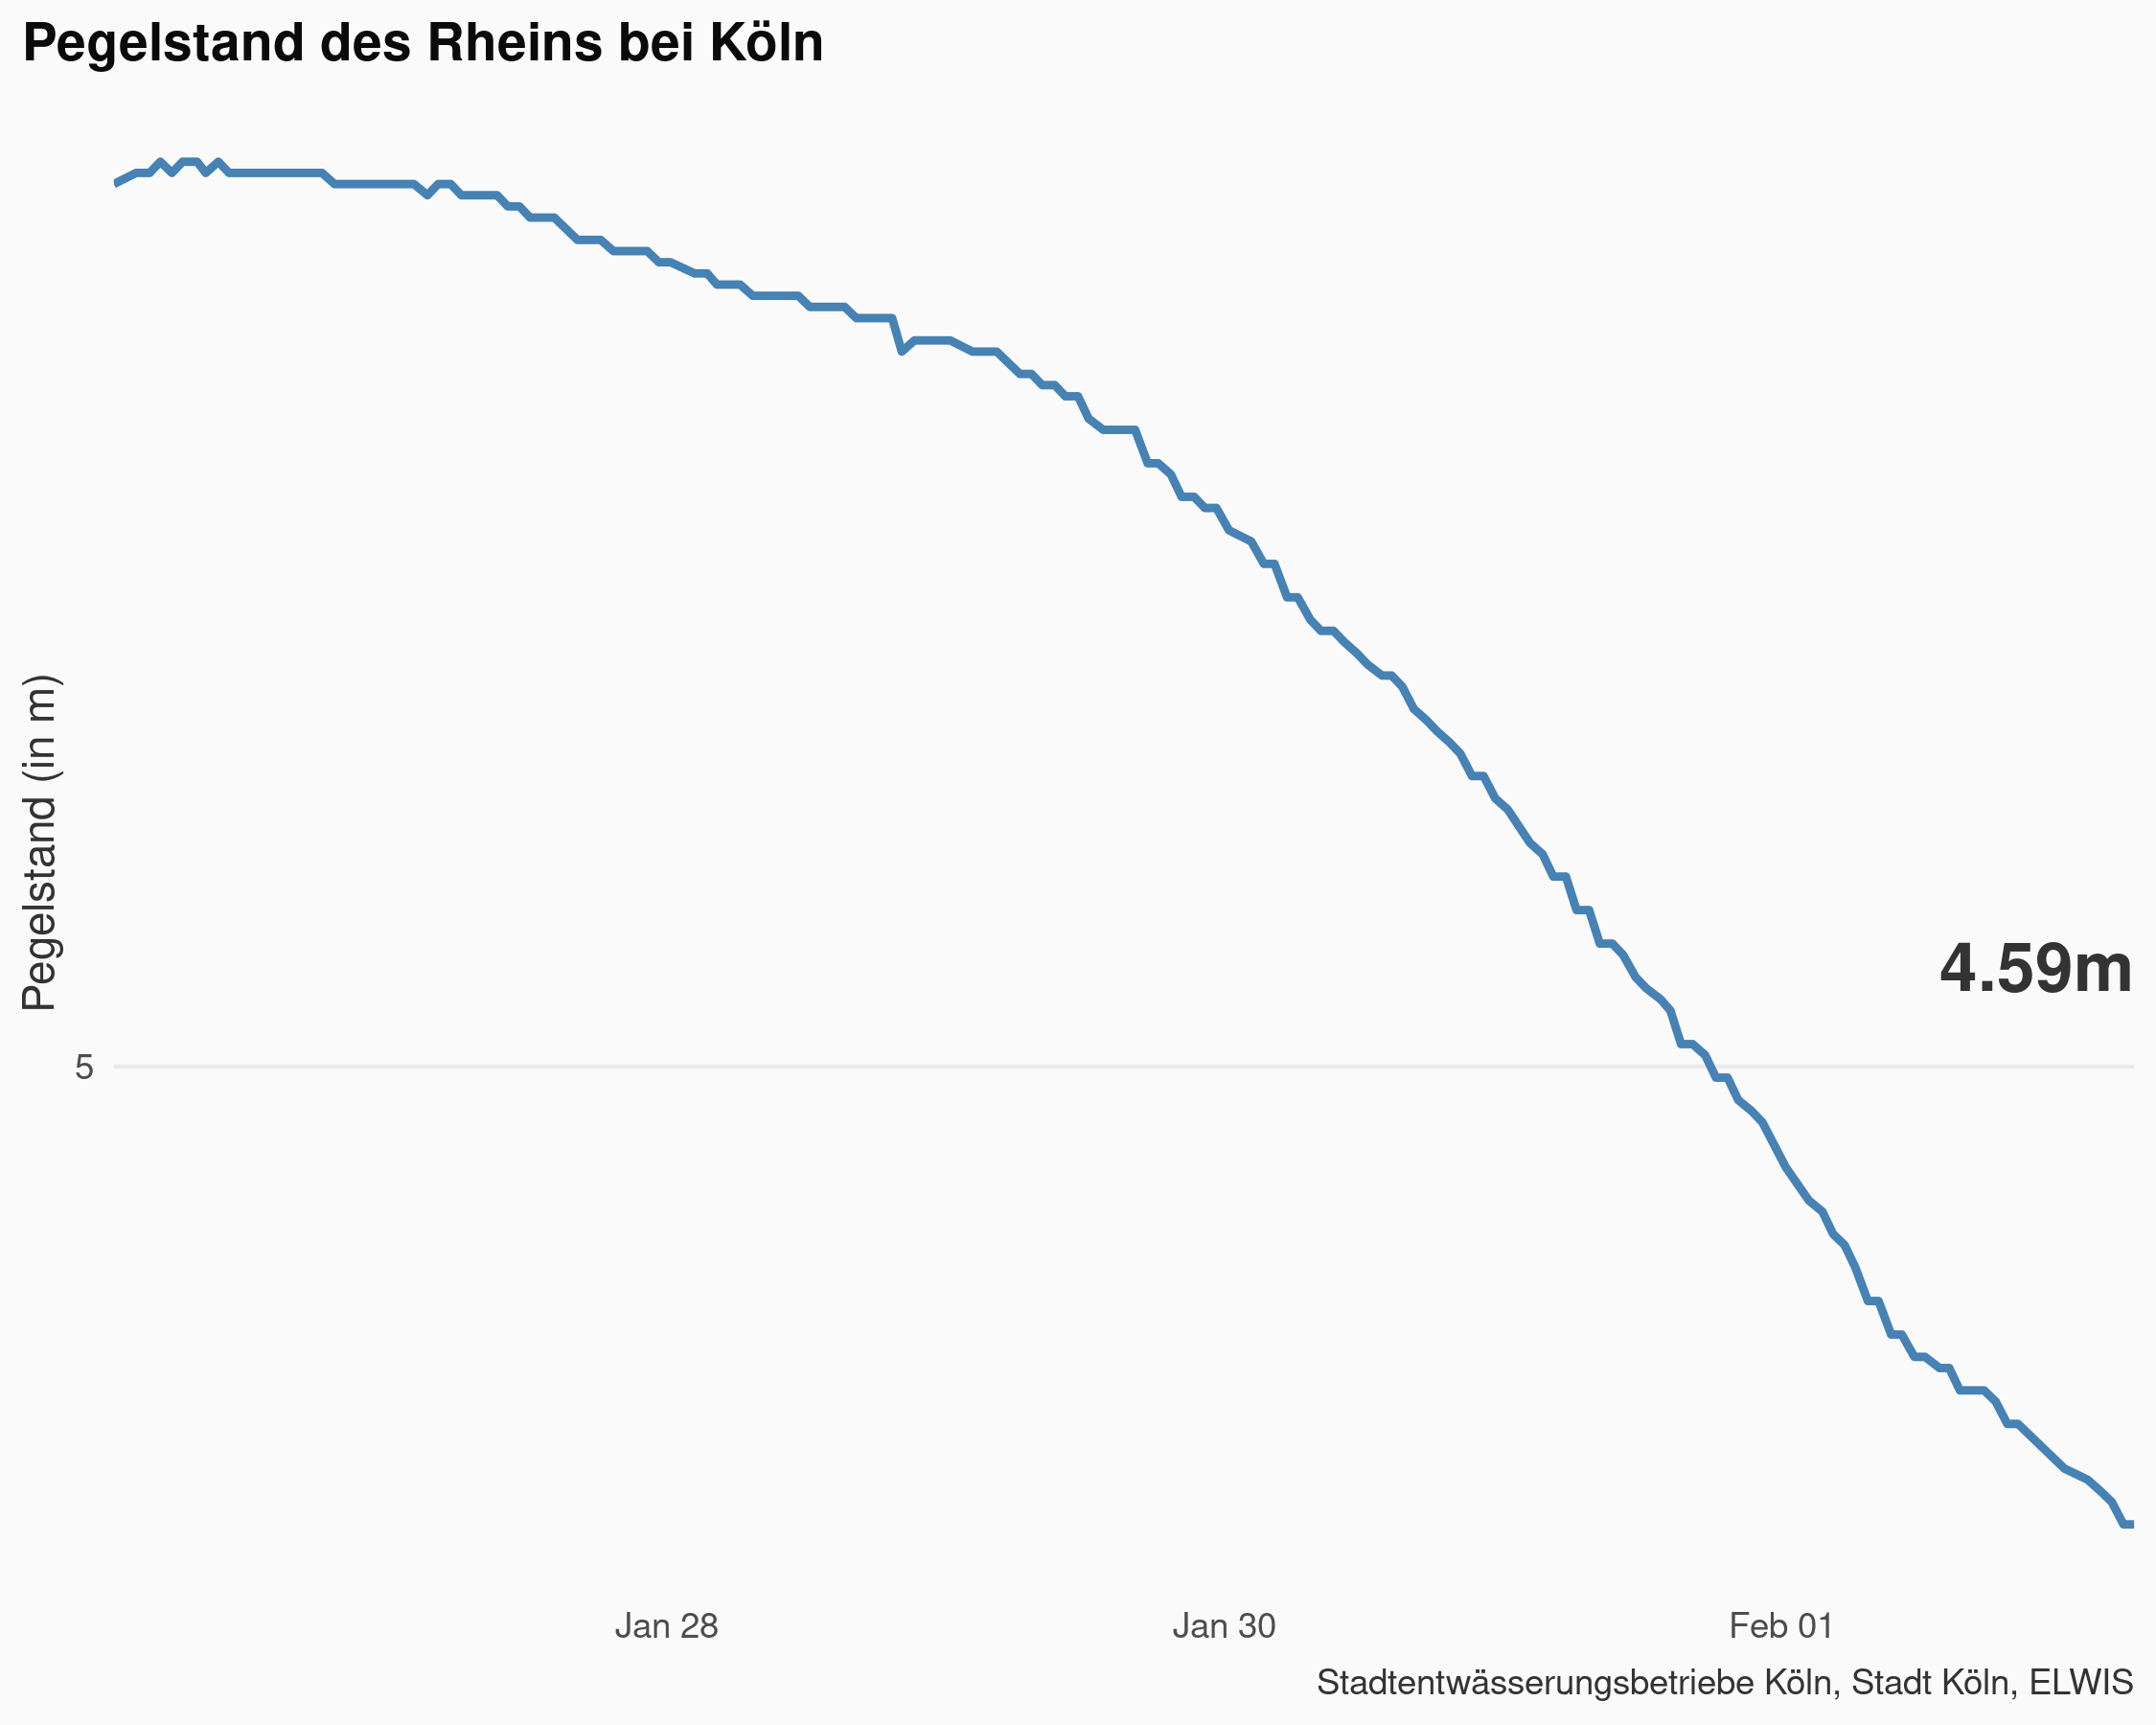 Pegelstand des Rheins bei Köln
Pegelstand (in m)
4.59m
5
Jan 28
Jan 30
Feb 01
Stadtentwässerungsbetriebe Köln, Stadt Köln, ELWIS